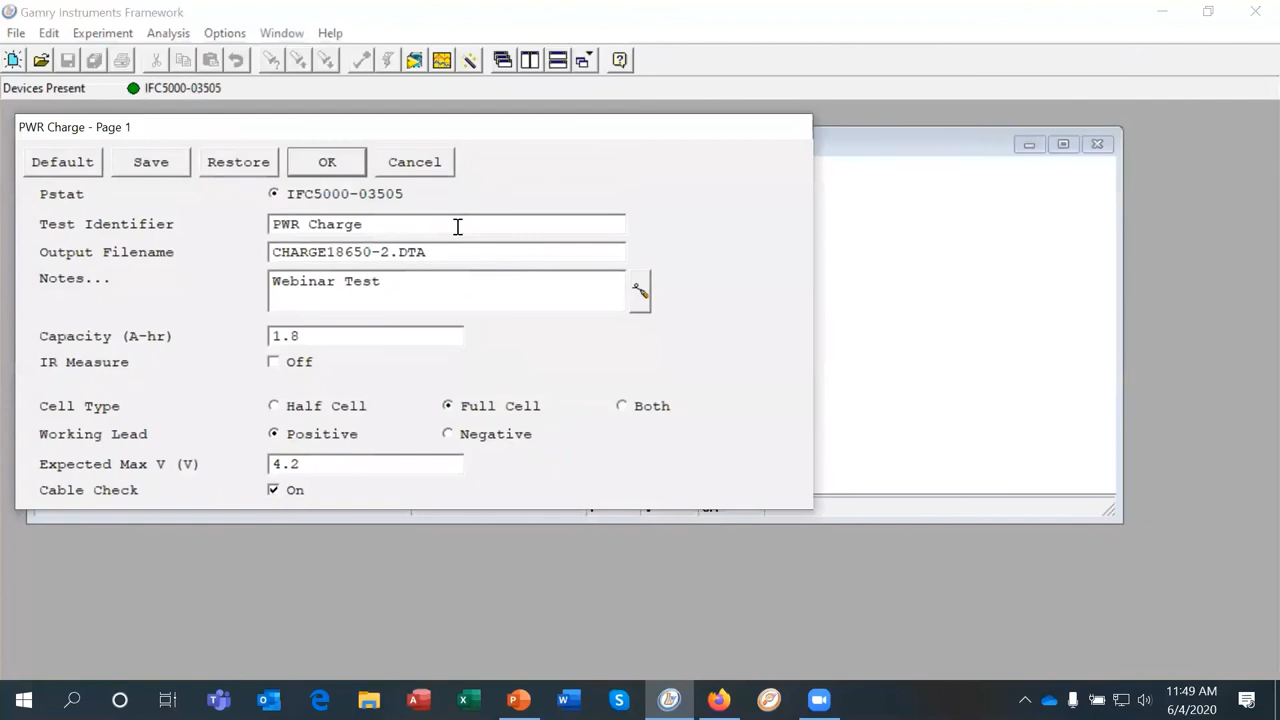 Gamry Instruments Framework
File Edit Experiment Analysis Options Window Help
Devices Present IFC5000-03505
PWR Charge - Page 1
Default Save Restore OK Cancel
Pstat IFC5000-03505
Test Identifier PWR Charge
Output Filename CHARGE18650-2.DTA
Notes... Webinar Test
Capacity (A-hr) 1.8
IR Measure Off
Cell Type Half Cell Full Cell Both
Working Lead Positive Negative
Expected Max V (V) 4.2
Cable Check On
11:49 AM
6/4/2020